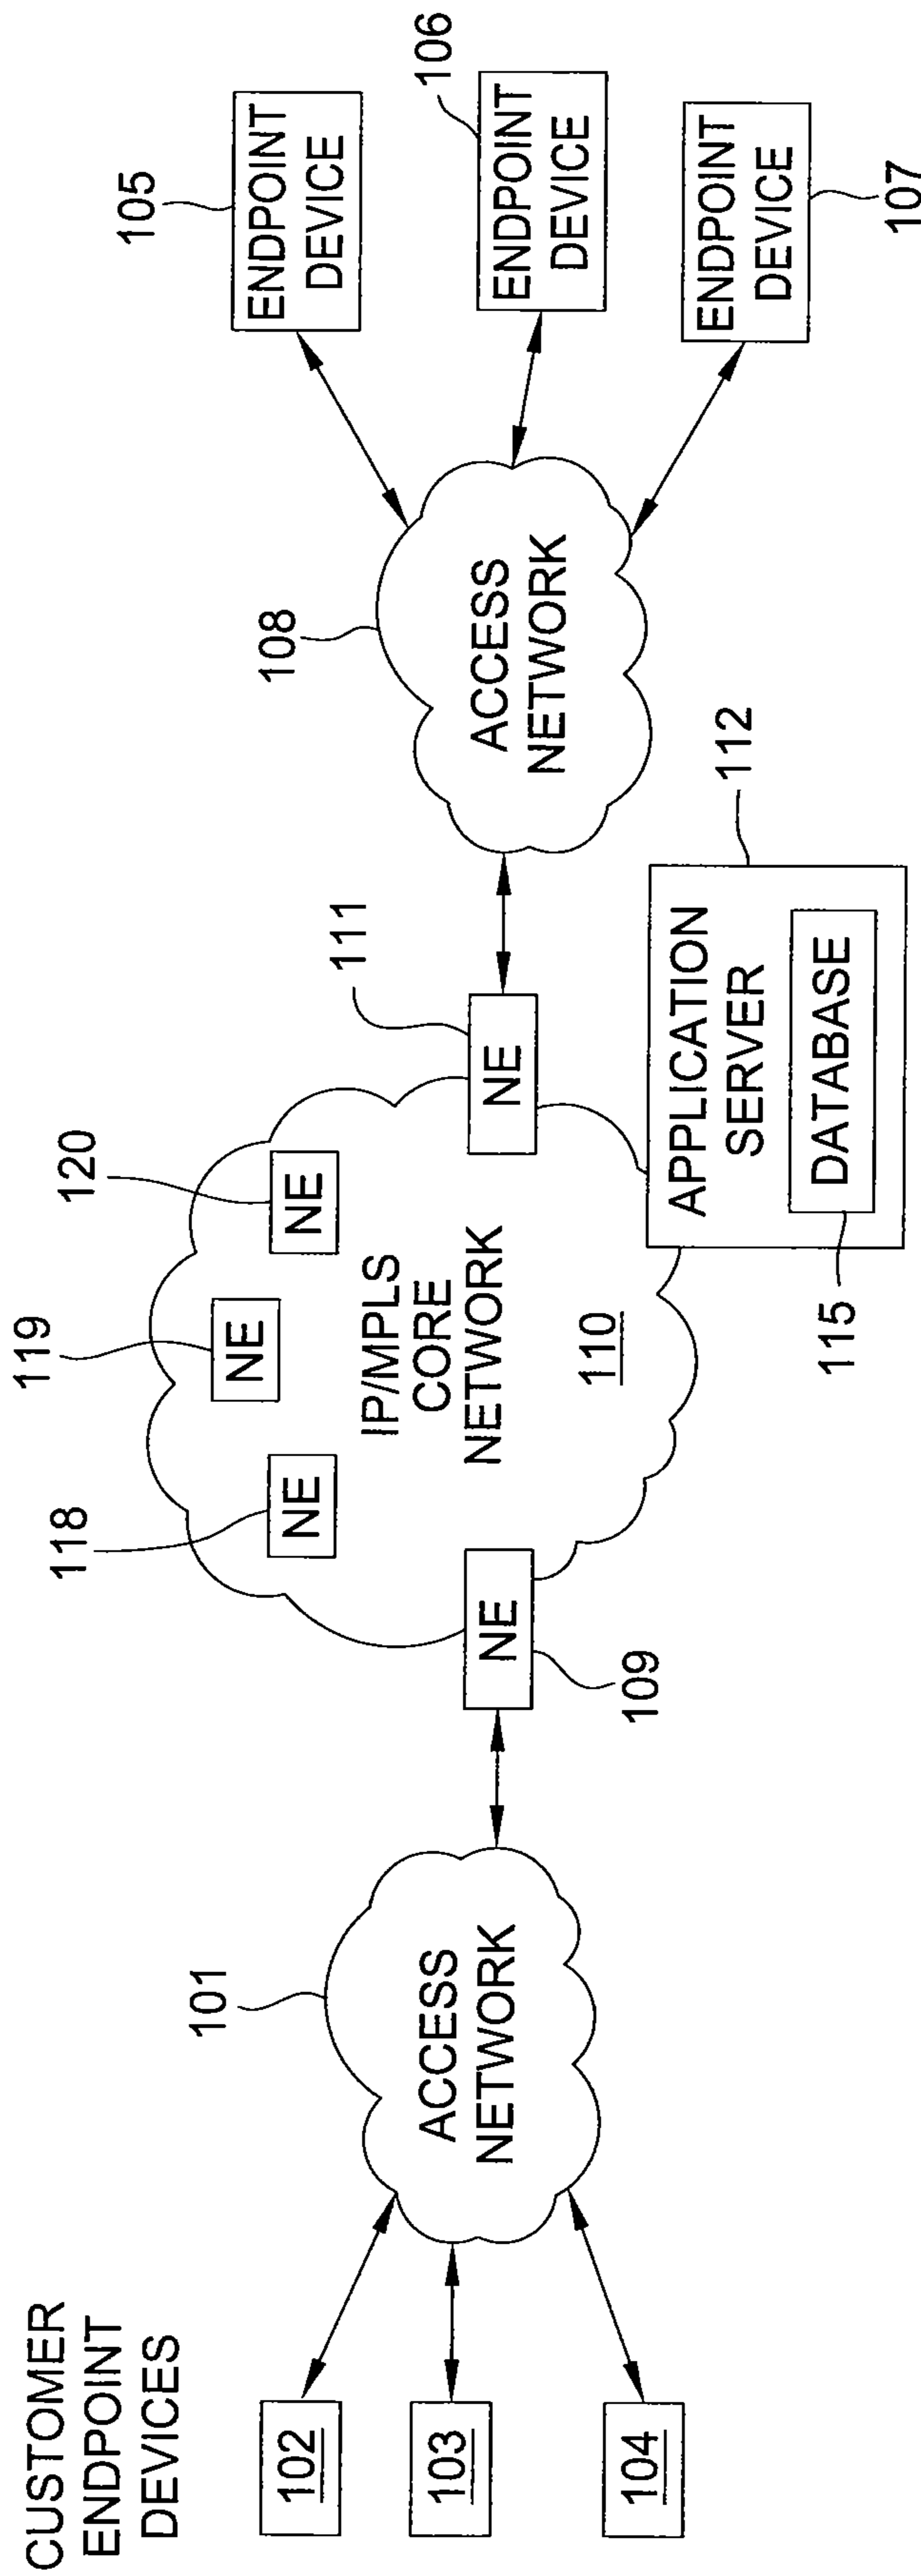 CUSTOMER
ENDPOINT
DEVICES
102
103
104
101
ACCESS
NETWORK
NE
109
118
NE
119
NE
120
NE
IP/MPLS
CORE
NETWORK
110
111
NE
APPLICATION
SERVER
DATABASE
112
115
108
ACCESS
NETWORK
105
ENDPOINT
DEVICE
106
ENDPOINT
DEVICE
107
ENDPOINT
DEVICE